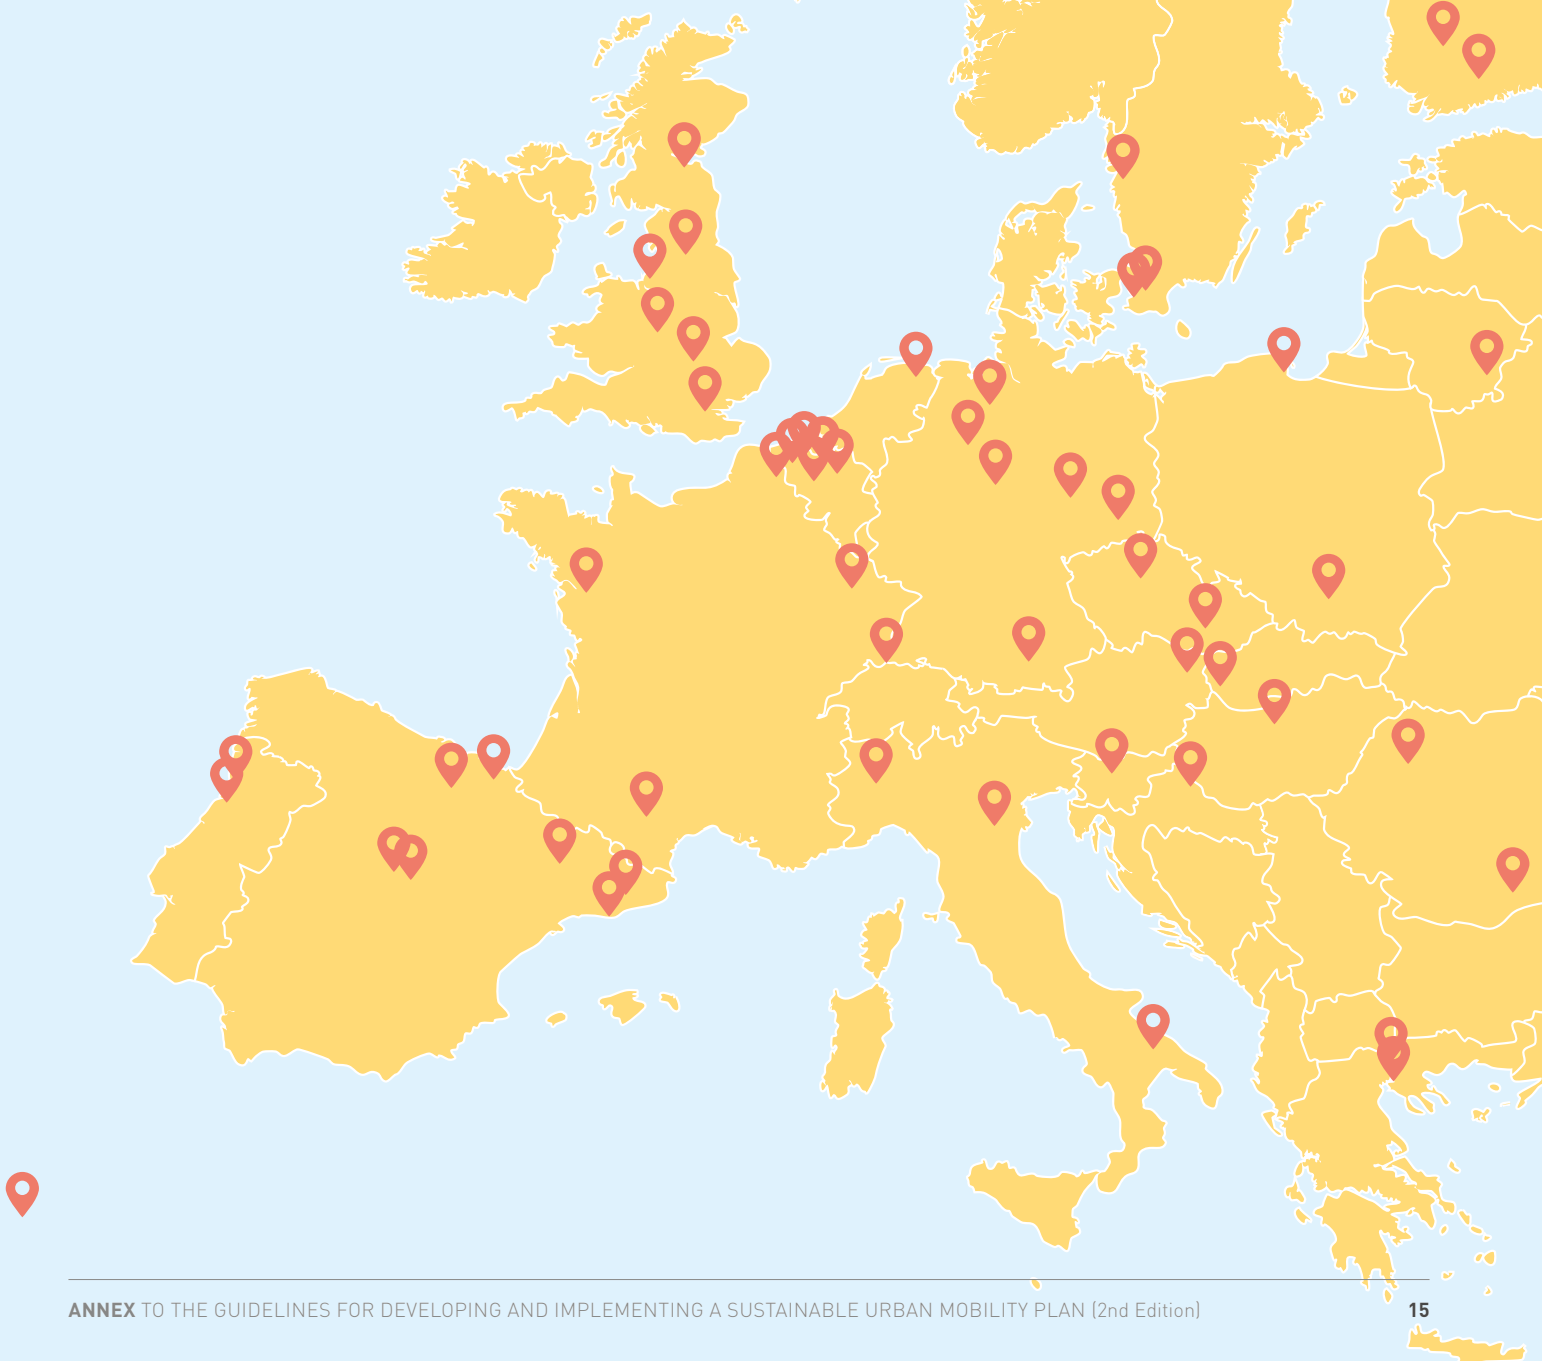 ANNEX TO THE GUIDELINES FOR DEVELOPING AND IMPLEMENTING A SUSTAINABLE URBAN MOBILITY PLAN (2nd Edition) 15